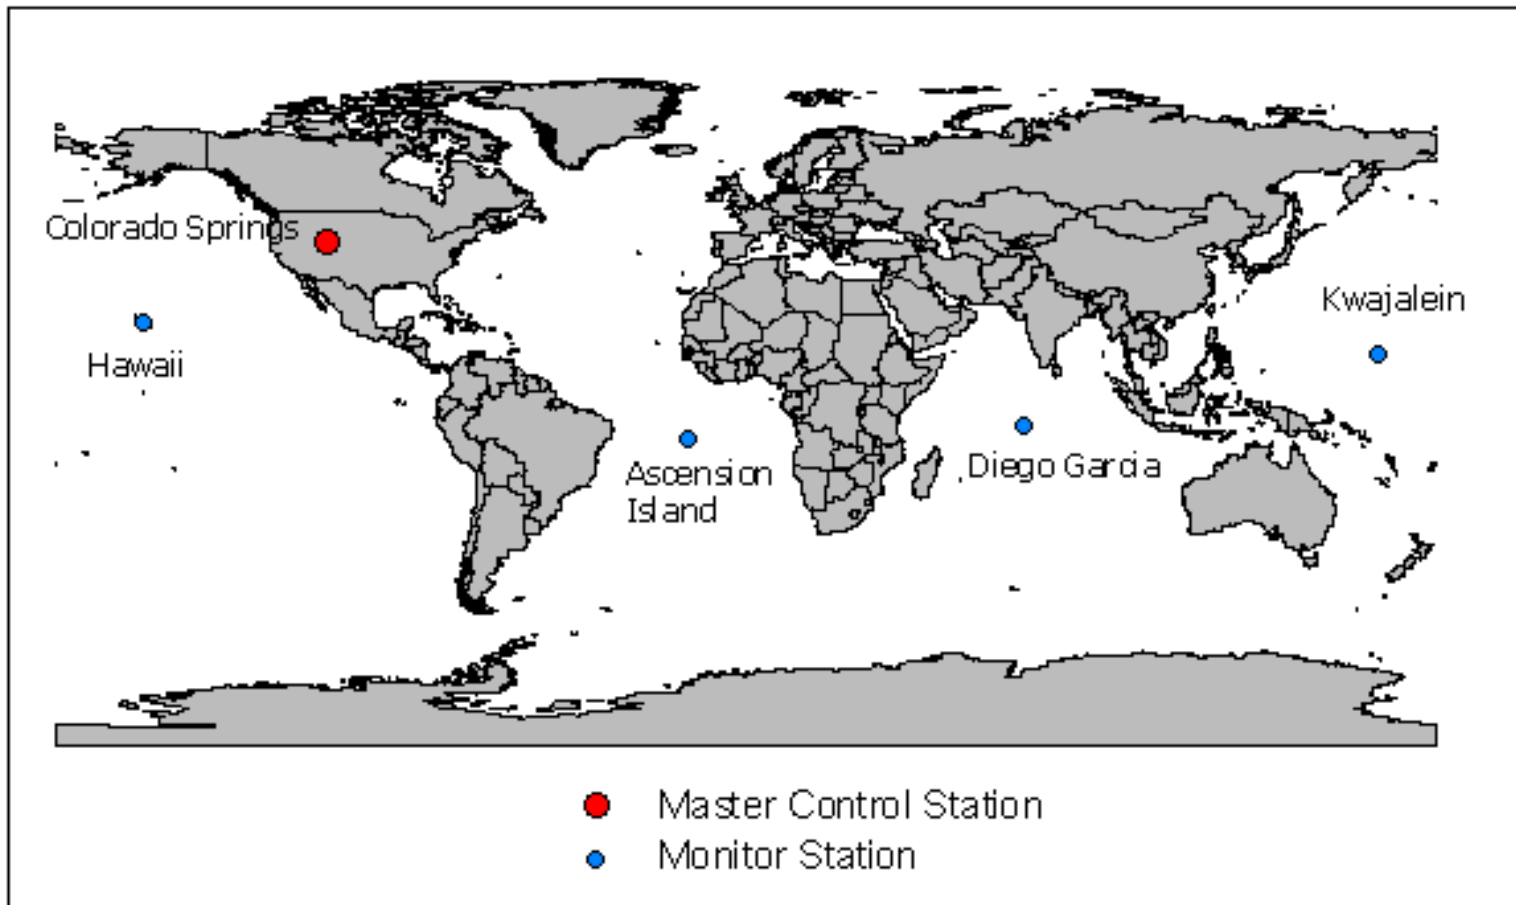 Colorado Springs
Kwajalein
Hawaii
Ascension
Island
Diego Garcia
Master Control Station
Monitor Station